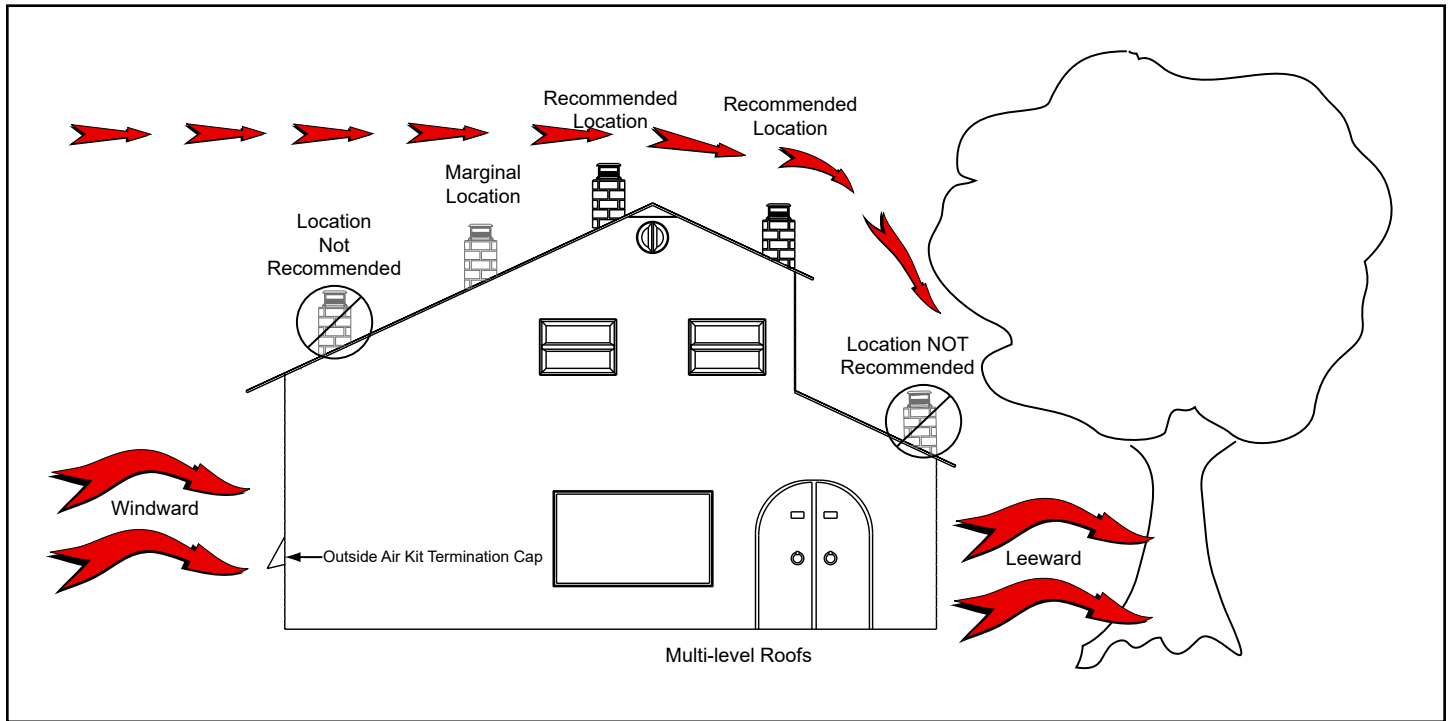 Recommended
Location
Recommended
Location
Marginal
Location
Location
Not
Recommended
Location NOT
Recommended
Windward
Outside Air Kit Termination Cap
Leeward
Multi-level Roofs